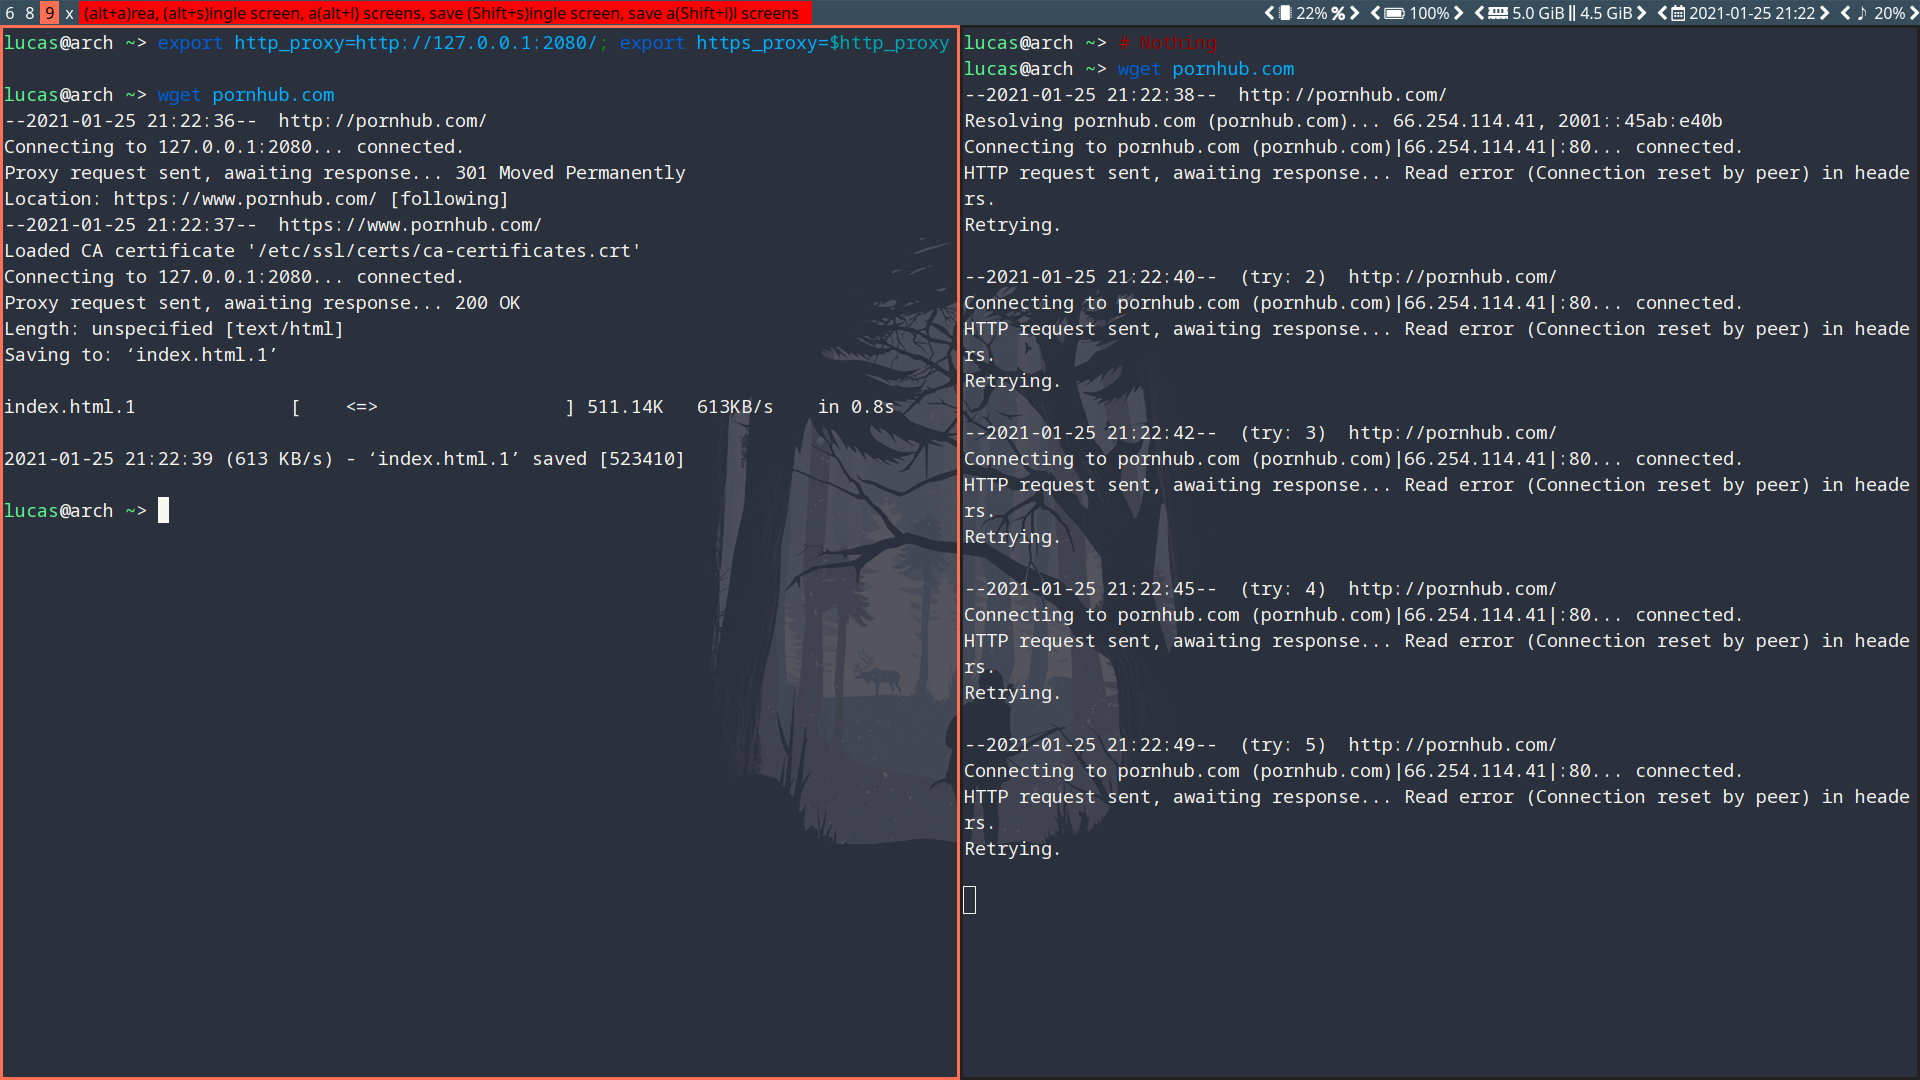 6 8 9 x (alt+a)rea, (alt+s)ingle screen, a(alt+l) screens, save (Shift+s)ingle screen, save a(Shift+l)l screens
22% 100% 5.0 GiB || 4.5 GiB 2021-01-25 21:22 20%
lucas@arch ~> export http_proxy=http://127.0.0.1:2080/; export https_proxy=$http_proxy
lucas@arch ~> wget pornhub.com
--2021-01-25 21:22:36--  http://pornhub.com/
Connecting to 127.0.0.1:2080... connected.
Proxy request sent, awaiting response... 301 Moved Permanently
Location: https://www.pornhub.com/ [following]
--2021-01-25 21:22:37--  https://www.pornhub.com/
Loaded CA certificate '/etc/ssl/certs/ca-certificates.crt'
Connecting to 127.0.0.1:2080... connected.
Proxy request sent, awaiting response... 200 OK
Length: unspecified [text/html]
Saving to: ‘index.html.1’
index.html.1 [ <=> ] 511.14K 613KB/s in 0.8s
2021-01-25 21:22:39 (613 KB/s) - ‘index.html.1’ saved [523410]
lucas@arch ~>
lucas@arch ~> # Nothing
lucas@arch ~> wget pornhub.com
--2021-01-25 21:22:38--  http://pornhub.com/
Resolving pornhub.com (pornhub.com)... 66.254.114.41, 2001::45ab:e40b
Connecting to pornhub.com (pornhub.com)|66.254.114.41|:80... connected.
HTTP request sent, awaiting response... Read error (Connection reset by peer) in heade
rs.
Retrying.
--2021-01-25 21:22:40--  (try: 2)  http://pornhub.com/
Connecting to pornhub.com (pornhub.com)|66.254.114.41|:80... connected.
HTTP request sent, awaiting response... Read error (Connection reset by peer) in heade
rs.
Retrying.
--2021-01-25 21:22:42--  (try: 3)  http://pornhub.com/
Connecting to pornhub.com (pornhub.com)|66.254.114.41|:80... connected.
HTTP request sent, awaiting response... Read error (Connection reset by peer) in heade
rs.
Retrying.
--2021-01-25 21:22:45--  (try: 4)  http://pornhub.com/
Connecting to pornhub.com (pornhub.com)|66.254.114.41|:80... connected.
HTTP request sent, awaiting response... Read error (Connection reset by peer) in heade
rs.
Retrying.
--2021-01-25 21:22:49--  (try: 5)  http://pornhub.com/
Connecting to pornhub.com (pornhub.com)|66.254.114.41|:80... connected.
HTTP request sent, awaiting response... Read error (Connection reset by peer) in heade
rs.
Retrying.